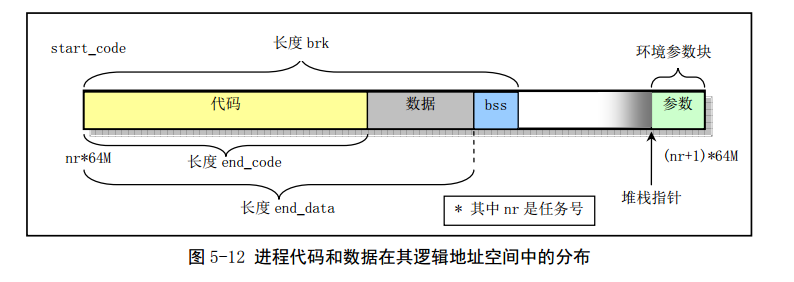 start_code
长度 brk
环境参数块
代码
数据
bss
参数
nr*64M
长度 end_code
(nr+1)*64M
长度 end_data
* 其中 nr 是任务号
堆栈指针
图 5-12 进程代码和数据在其逻辑地址空间中的分布